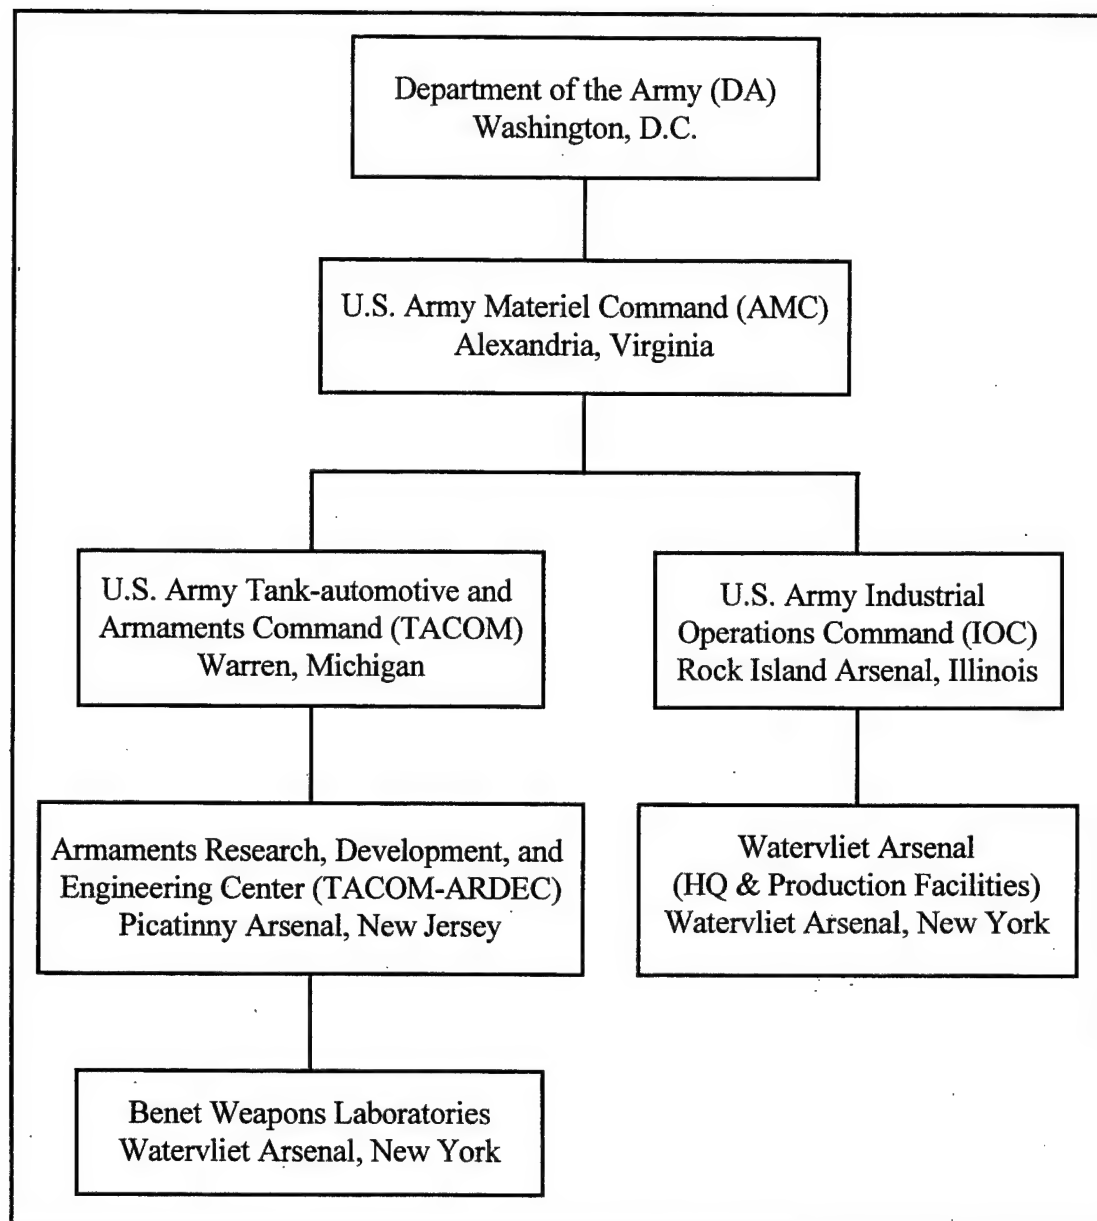 Department of the Army (DA)
Washington, D.C.
U.S. Army Materiel Command (AMC)
Alexandria, Virginia
U.S. Army Tank-automotive and
Armaments Command (TACOM)
Warren, Michigan
U.S. Army Industrial
Operations Command (IOC)
Rock Island Arsenal, Illinois
Armaments Research, Development, and
Engineering Center (TACOM-ARDEC)
Picatinny Arsenal, New Jersey
Watervliet Arsenal
(HQ & Production Facilities)
Watervliet Arsenal, New York
Benet Weapons Laboratories
Watervliet Arsenal, New York